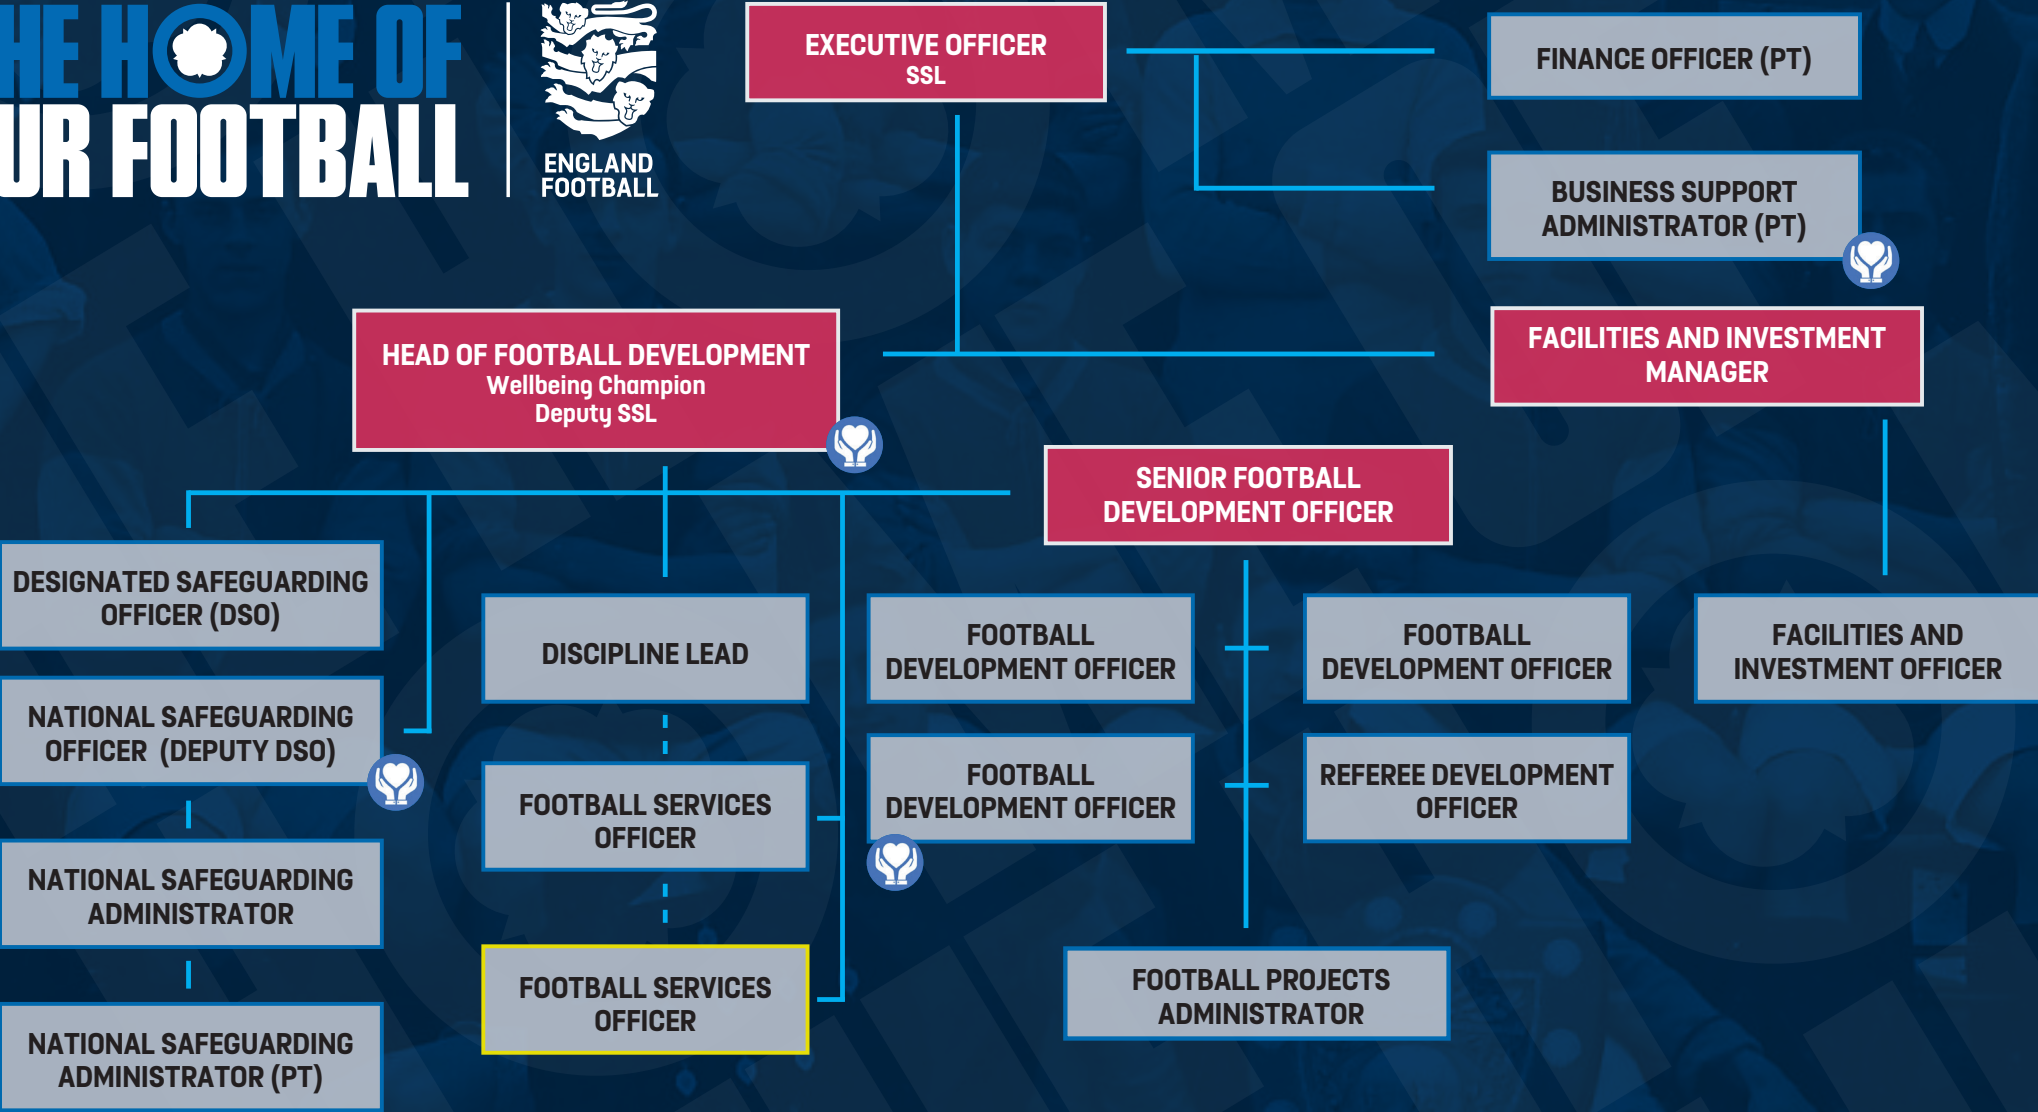 HE HOME OF
UR FOOTBALL
ENGLAND
FOOTBALL
EXECUTIVE OFFICER
SSL
FINANCE OFFICER (PT)
BUSINESS SUPPORT
ADMINISTRATOR (PT)
HEAD OF FOOTBALL DEVELOPMENT
Wellbeing Champion
Deputy SSL
FACILITIES AND INVESTMENT
MANAGER
SENIOR FOOTBALL
DEVELOPMENT OFFICER
DESIGNATED SAFEGUARDING
OFFICER (DSO)
NATIONAL SAFEGUARDING
OFFICER (DEPUTY DSO)
NATIONAL SAFEGUARDING
ADMINISTRATOR
NATIONAL SAFEGUARDING
ADMINISTRATOR (PT)
DISCIPLINE LEAD
FOOTBALL SERVICES
OFFICER
FOOTBALL SERVICES
OFFICER
FOOTBALL
DEVELOPMENT OFFICER
FOOTBALL
DEVELOPMENT OFFICER
FOOTBALL
DEVELOPMENT OFFICER
REFEREE DEVELOPMENT
OFFICER
FOOTBALL PROJECTS
ADMINISTRATOR
FACILITIES AND
INVESTMENT OFFICER